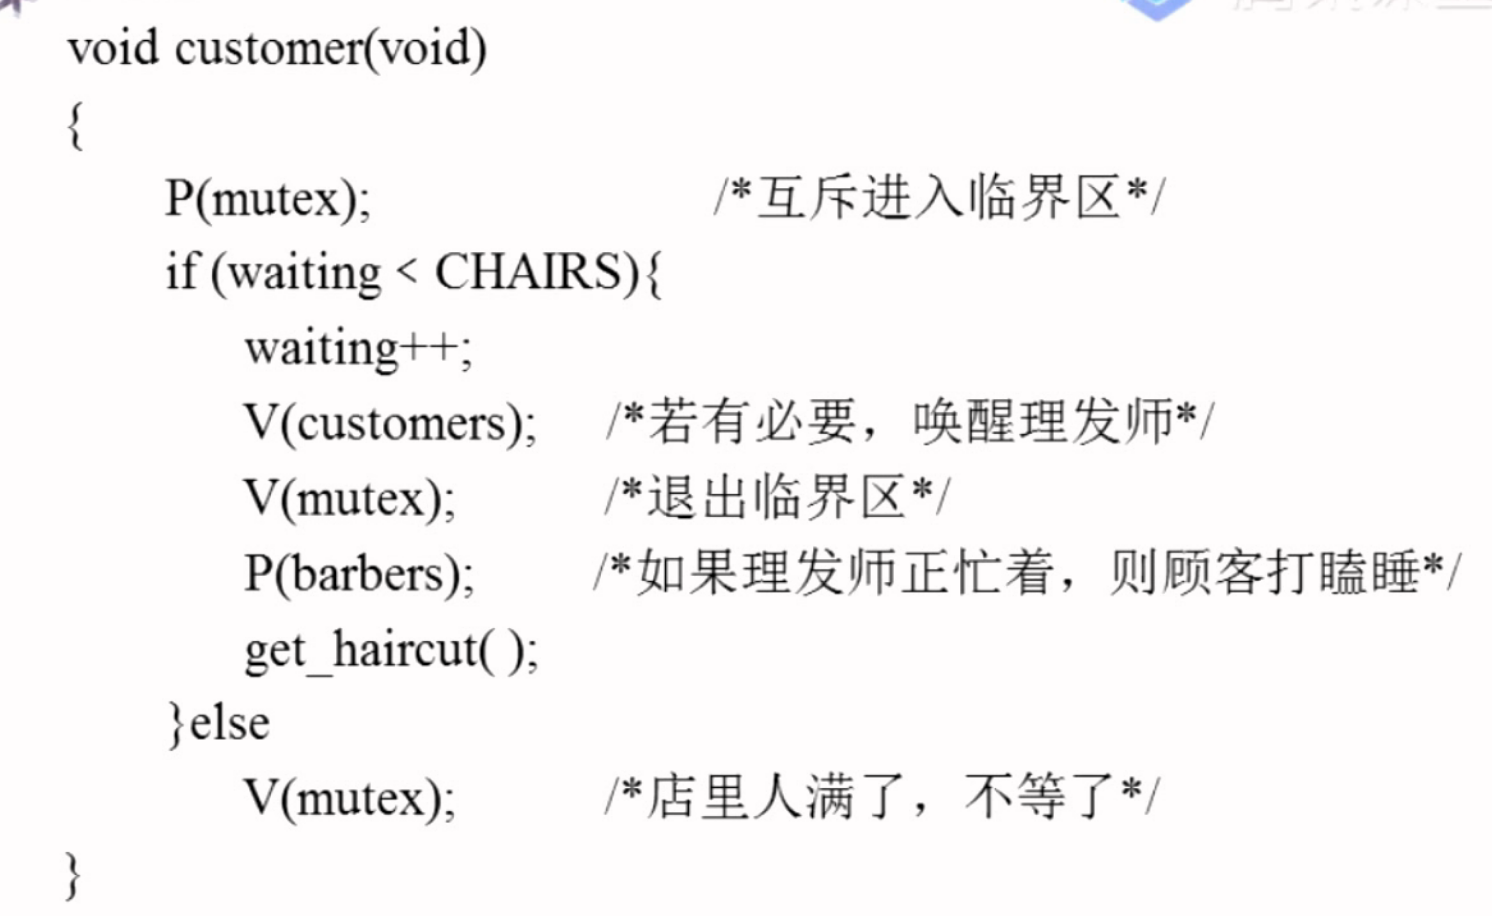 void customer(void)
{
P(mutex); /*互斥进入临界区*/
if (waiting < CHAIRS){
waiting++;
V(customers); /*若有必要，唤醒理发师*/
V(mutex); /*退出临界区*/
P(barbers); /*如果理发师正忙着，则顾客打瞌睡*/
get_haircut( );
}else
V(mutex); /*店里人满了，不等了*/
}